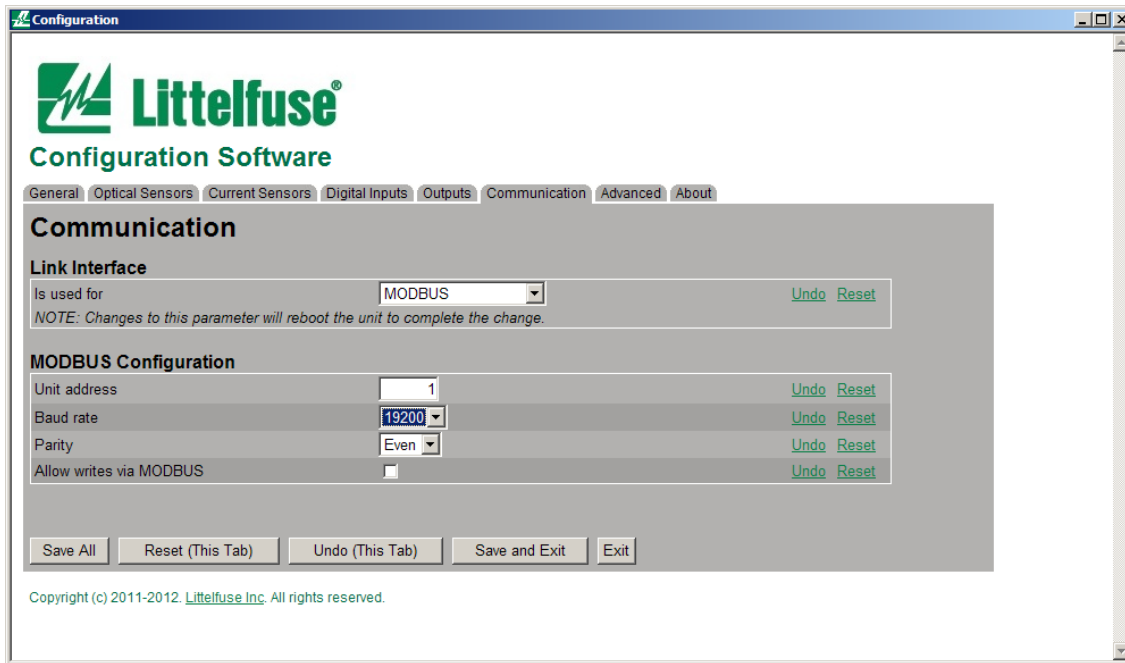 Configuration
Littelfuse®
Configuration Software
General Optical Sensors Current Sensors Digital Inputs Outputs Communication Advanced About
Communication
Link Interface
Is used for MODBUS Undo Reset
NOTE: Changes to this parameter will reboot the unit to complete the change.
MODBUS Configuration
Unit address 1 Undo Reset
Baud rate 19200 Undo Reset
Parity Even Undo Reset
Allow writes via MODBUS Undo Reset
Save All Reset (This Tab) Undo (This Tab) Save and Exit Exit
Copyright (c) 2011-2012. Littelfuse Inc. All rights reserved.